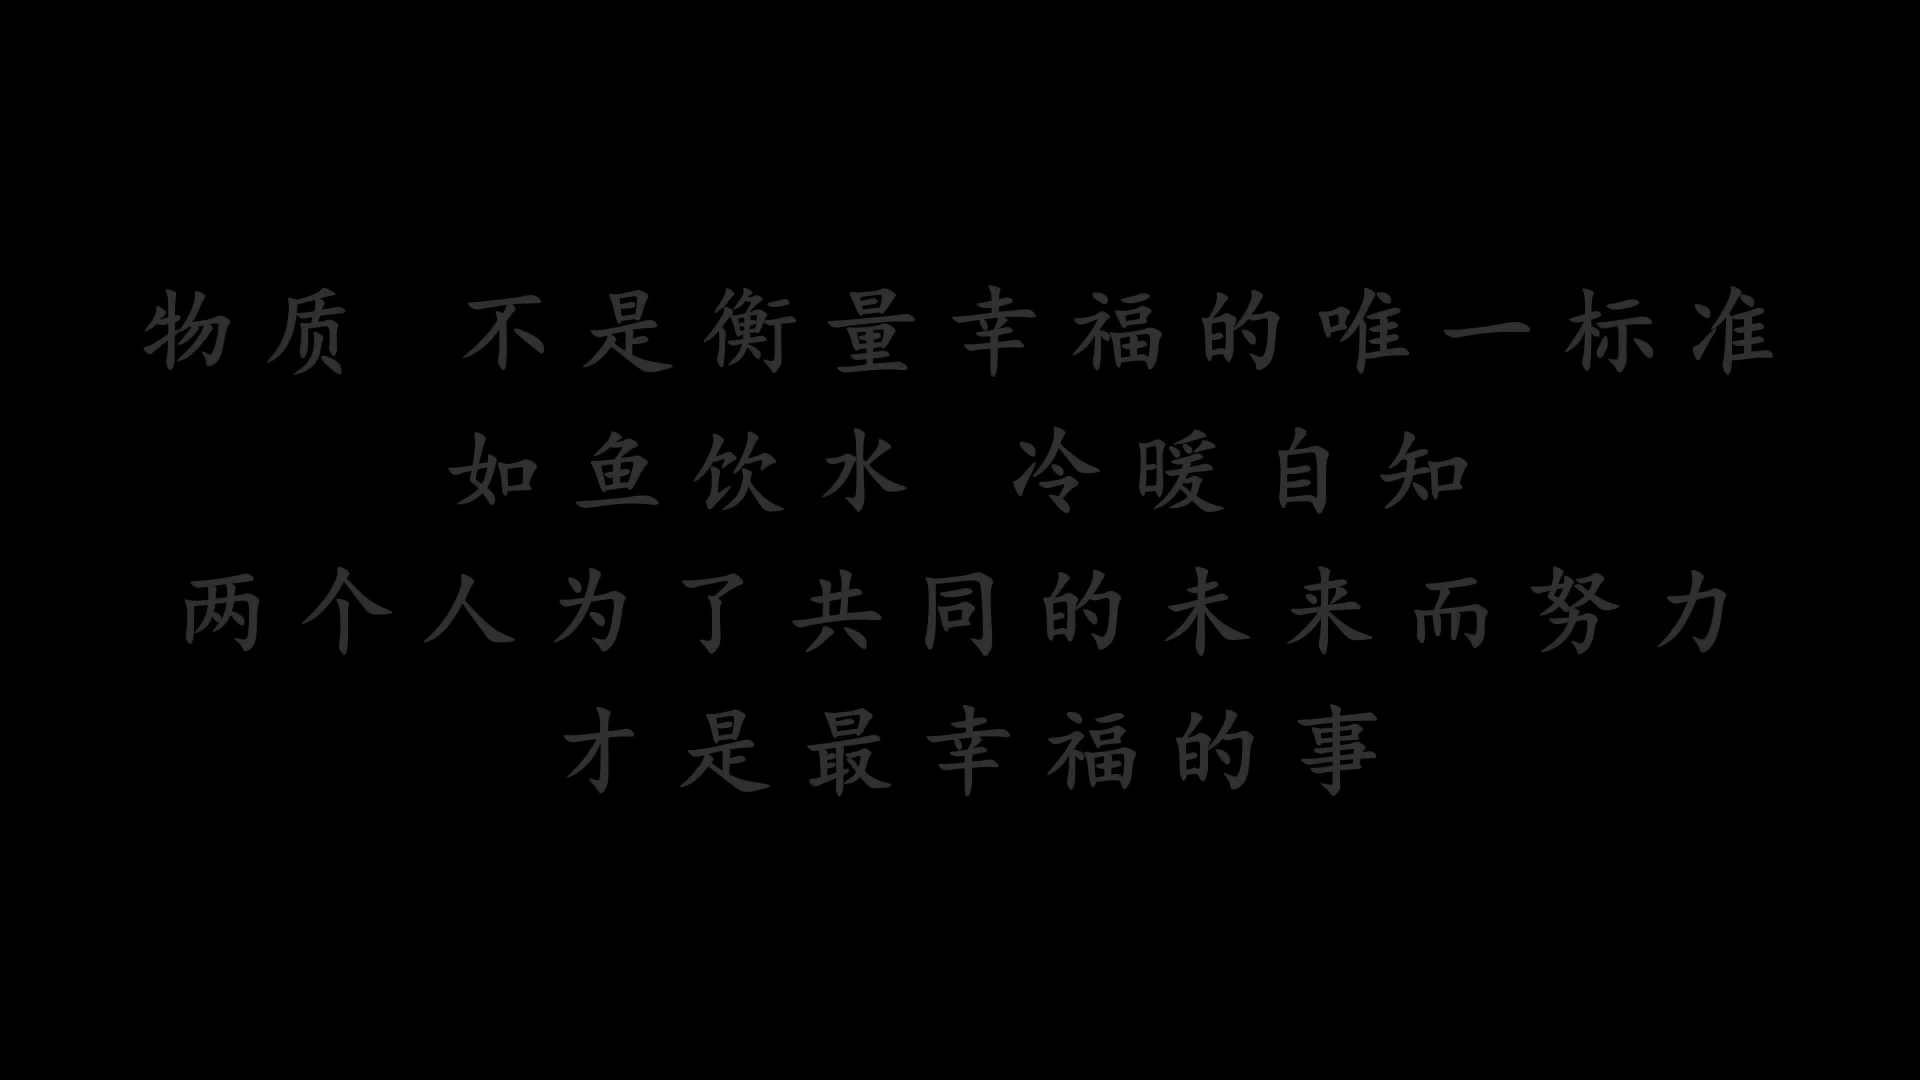 物质 不是衡量幸福的唯一标准
如鱼饮水 冷暖自知
两个人为了共同的未来而努力
才是最幸福的事